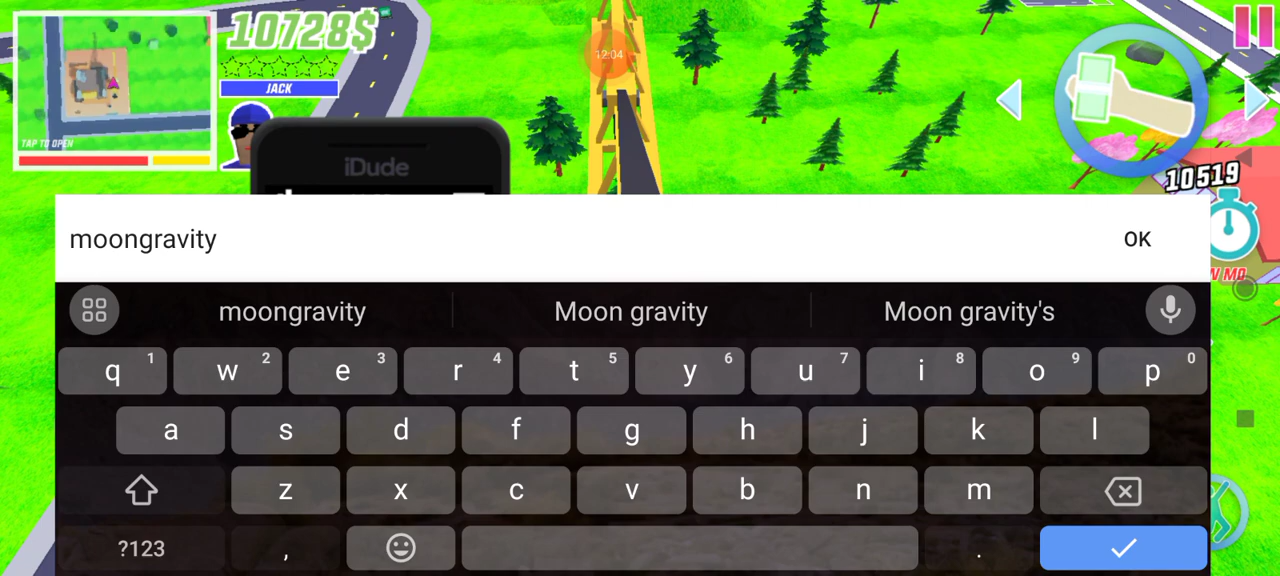 10728$
12:04
JACK
TAP TO OPEN
iDude
10519
W MO
moongravity
OK
moongravity Moon gravity Moon gravity's
q 1 w 2 e 3 r 4 t 5 y 6 u 7 i 8 o 9 p 0
a s d f g h j k l
z x c v b n m
?123 , .